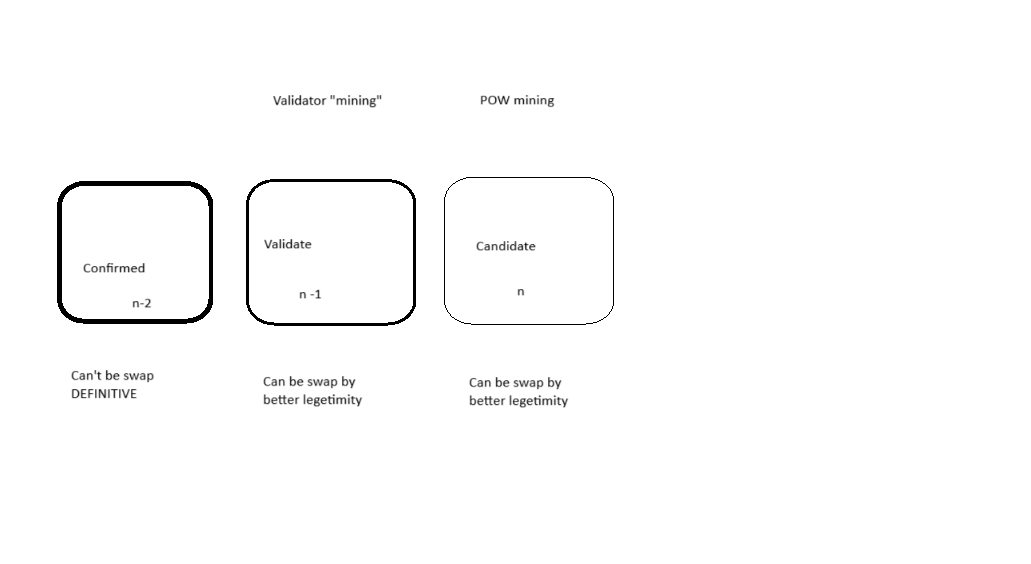 Validator "mining"
POW mining
Confirmed
n-2
Validate
n -1
Candidate
n
Can't be swap
DEFINITIVE
Can be swap by
better legetimity
Can be swap by
better legetimity